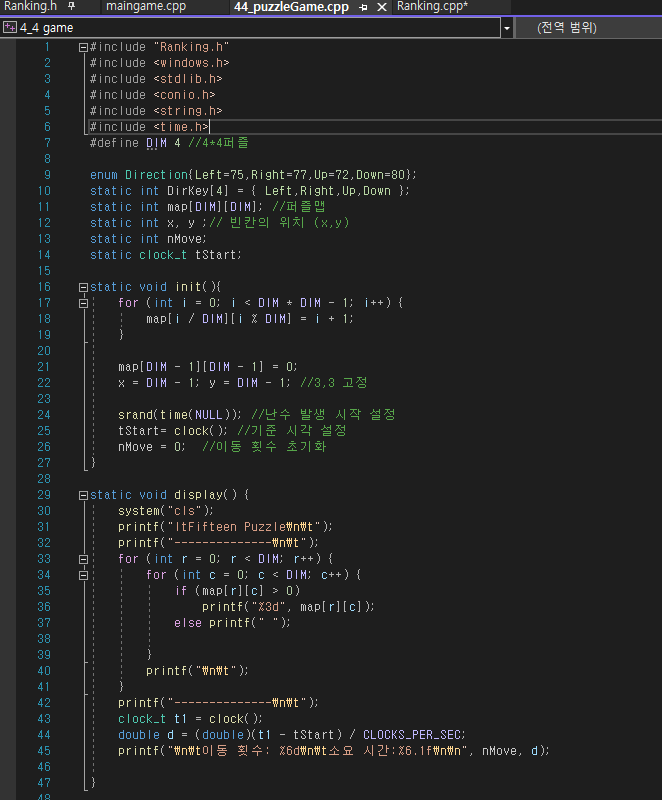 Ranking.h maingame.cpp 44_puzzleGame.cpp Ranking.cpp*
4_4 game (전역 범위)
1 #include "Ranking.h"
2 #include <windows.h>
3 #include <stdlib.h>
4 #include <conio.h>
5 #include <string.h>
6 #include <time.h>
7 #define DIM 4 //4*4퍼즐
8
9 enum Direction{Left=75,Right=77,Up=72,Down=80};
10 static int DirKey[4] = { Left,Right,Up,Down };
11 static int map[DIM][DIM]; //퍼즐맵
12 static int x, y ;// 빈칸의 위치 (x,y)
13 static int nMove;
14 static clock_t tStart;
15
16 static void init(){
17 for (int i = 0; i < DIM * DIM - 1; i++) {
18 map[i / DIM][i % DIM] = i + 1;
19 }
20
21 map[DIM - 1][DIM - 1] = 0;
22 x = DIM - 1; y = DIM - 1; //3,3 고정
23
24 srand(time(NULL)); //난수 발생 시작 설정
25 tStart= clock(); //기준 시각 설정
26 nMove = 0; //이동 횟수 초기화
27 }
28
29 static void display() {
30 system("cls");
31 printf("ItFifteen Puzzle₩n₩t");
32 printf("--------------₩n₩t");
33 for (int r = 0; r < DIM; r++) {
34 for (int c = 0; c < DIM; c++) {
35 if (map[r][c] > 0)
36 printf("%3d", map[r][c]);
37 else printf(" ");
38
39 }
40 printf("₩n₩t");
41 }
42 printf("--------------₩n₩t");
43 clock_t t1 = clock();
44 double d = (double)(t1 - tStart) / CLOCKS_PER_SEC;
45 printf("₩n₩t이동 횟수: %6d₩n₩t소요 시간:%6.1f₩n₩n", nMove, d);
46
47 }
48